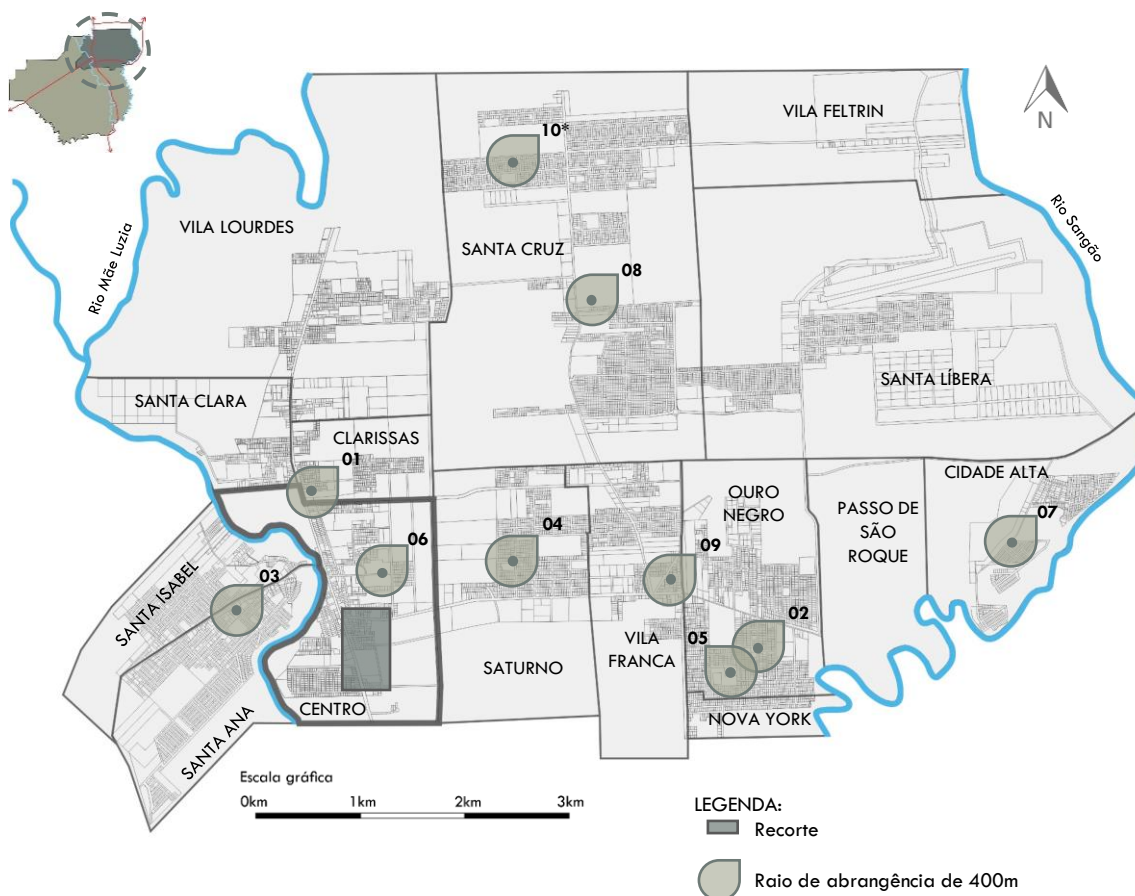 10*
VILA FELTRIN
N
VILA LOURDES
Rio Mãe Luzia
SANTA CRUZ
08
Rio Sangão
SANTA CLARA
SANTA LÍBERA
CLARISSAS
01
CIDADE ALTA
OURO
NEGRO
PASSO DE
SÃO
ROQUE
07
04
06
09
03
SANTA ISABEL
02
05
VILA
FRANCA
SATURNO
CENTRO
NOVA YORK
SANTA ANA
Escala gráfica
0km 1km 2km 3km
LEGENDA:
Recorte
Raio de abrangência de 400m